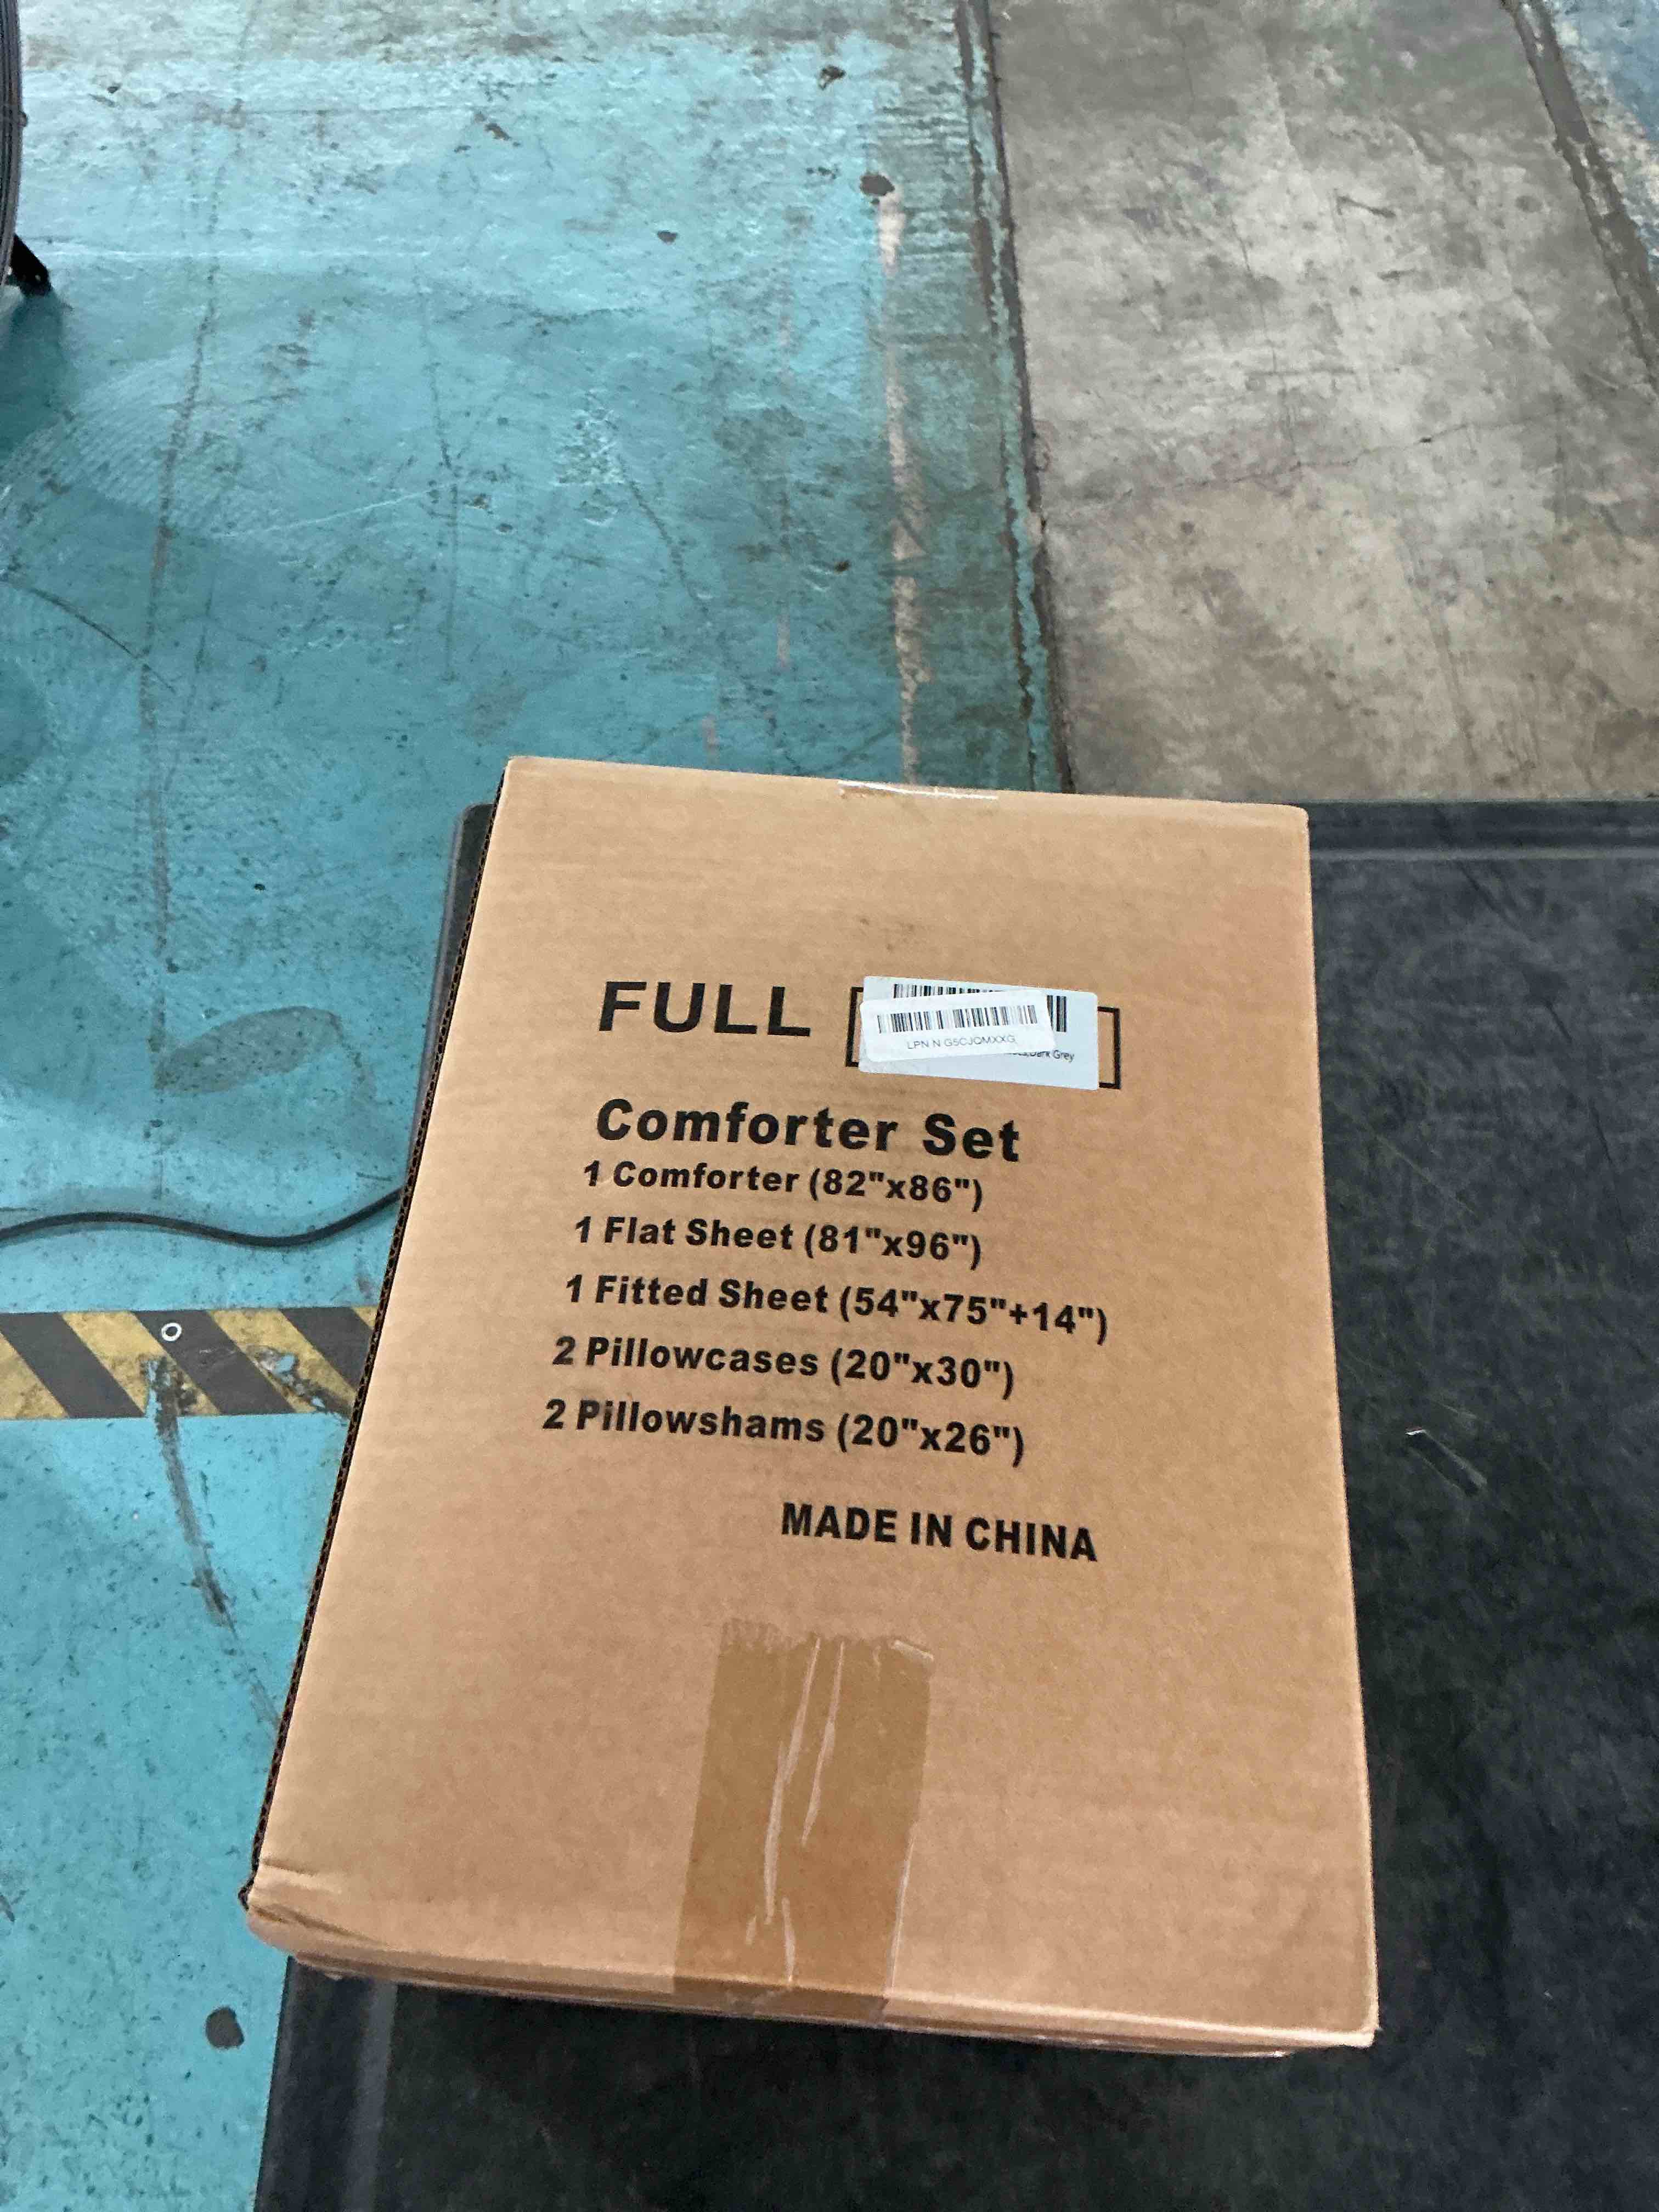 FULL
LPN N G5CJQMXXG
Dark Grey
Comforter Set
1 Comforter (82"x86")
1 Flat Sheet (81"x96")
1 Fitted Sheet (54"x75"+14")
2 Pillowcases (20"x30")
2 Pillowshams (20"x26")
MADE IN CHINA